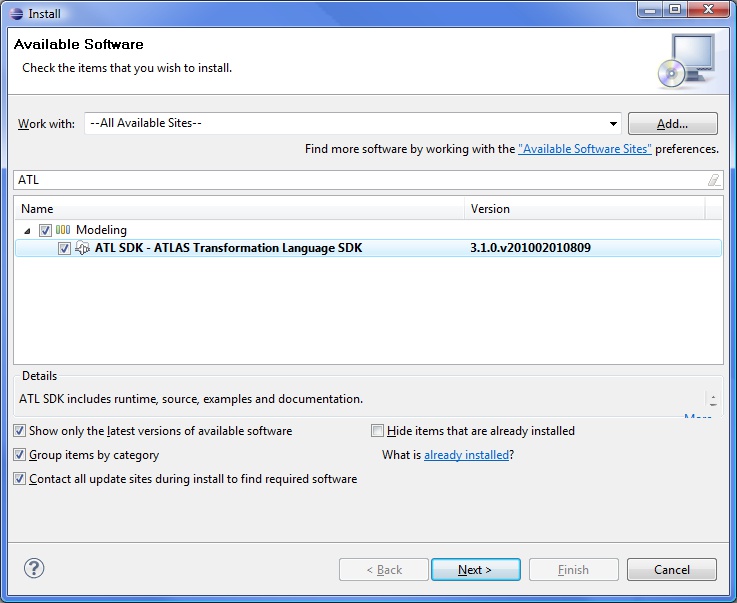 Install
Available Software
Check the items that you wish to install.
Work with: --All Available Sites-- Add...
Find more software by working with the "Available Software Sites" preferences.
ATL
Name Version
Modeling
ATL SDK - ATLAS Transformation Language SDK 3.1.0.v201002010809
Details
ATL SDK includes runtime, source, examples and documentation.
More...
Show only the latest versions of available software Hide items that are already installed
Group items by category What is already installed?
Contact all update sites during install to find required software
? < Back Next > Finish Cancel